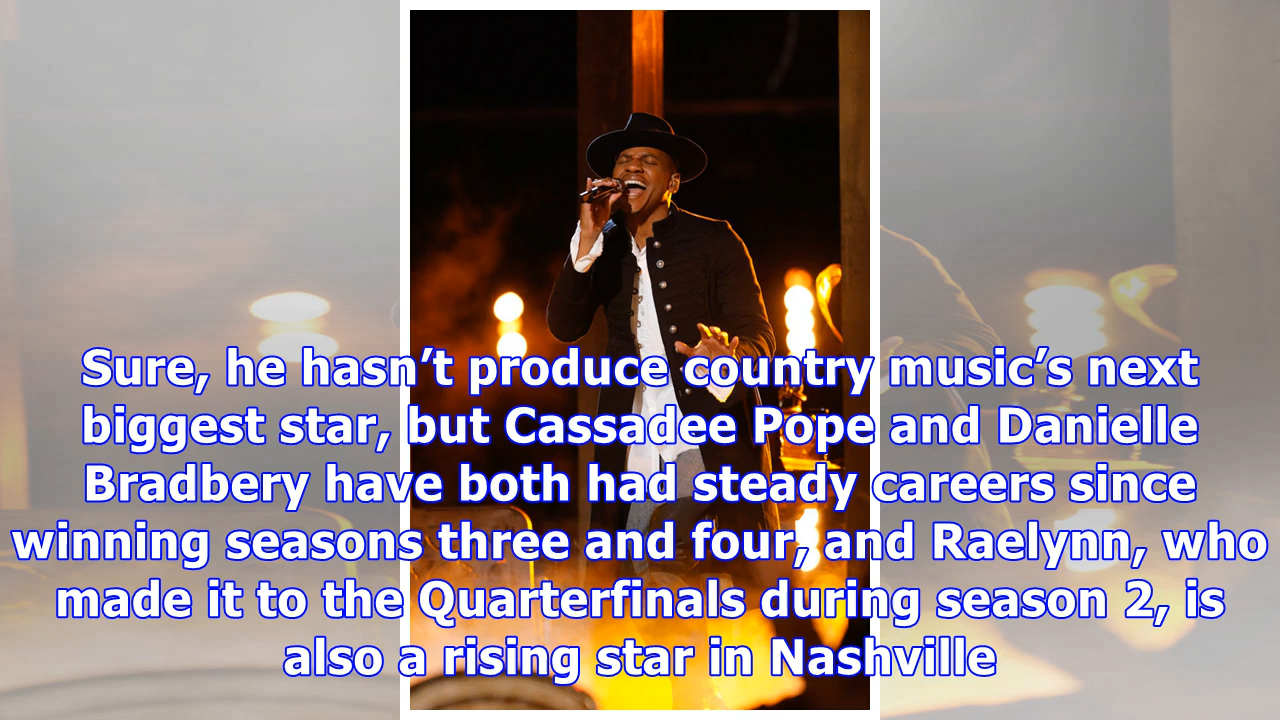 Sure, he hasn’t produce country music’s next
biggest star, but Cassadee Pope and Danielle
Bradbery have both had steady careers since
winning seasons three and four, and Raelynn, who
made it to the Quarterfinals during season 2, is
also a rising star in Nashville